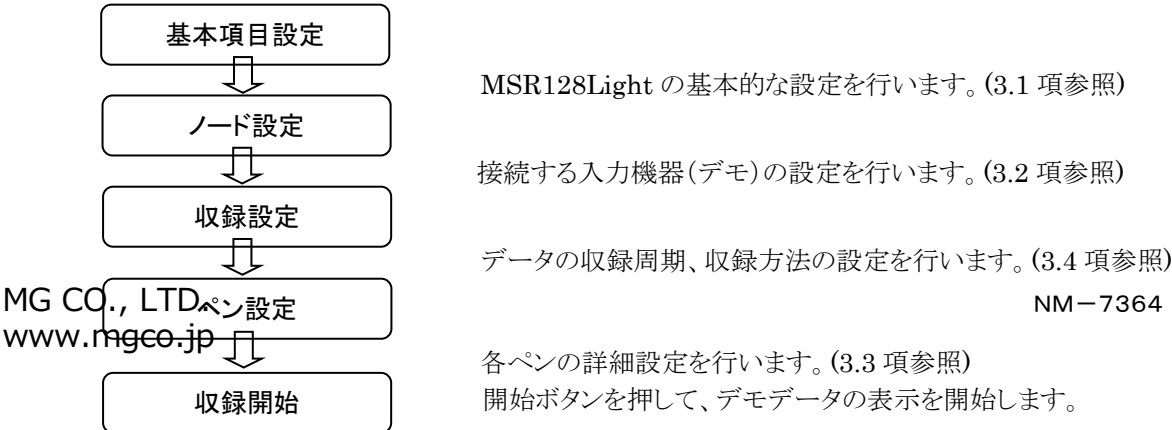 基本項目設定
MSR128Light の基本的な設定を行います。(3.1 項参照)
ノード設定
接続する入力機器（デモ）の設定を行います。(3.2 項参照)
収録設定
データの収録周期、収録方法の設定を行います。(3.4 項参照)
MG CO., LTD.
www.mgco.jp
ペン設定
NM－7364
各ペンの詳細設定を行います。(3.3 項参照)
収録開始
開始ボタンを押して、デモデータの表示を開始します。